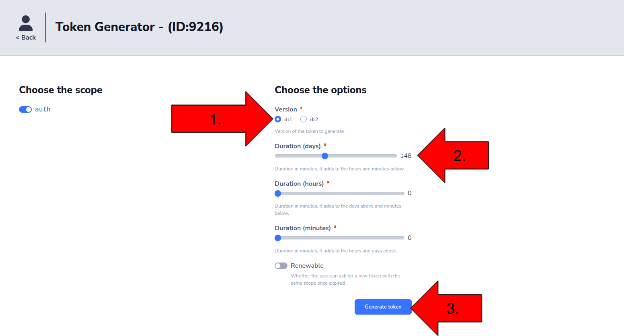 < Back
Token Generator - (ID:9216)
Choose the scope
auth
Choose the options
Version *
dt1 dt2
Version of the token to generate
Duration (days) *
148
Duration in minutes, it adds to the hours and minutes below.
Duration (hours) *
0
Duration in minutes, it adds to the days above and minutes
below.
Duration (minutes) *
0
Duration in minutes, it adds to the hours and days above.
Renewable
Whether the user can ask for a new token with the
same scope once expired
Generate token
1.
2.
3.